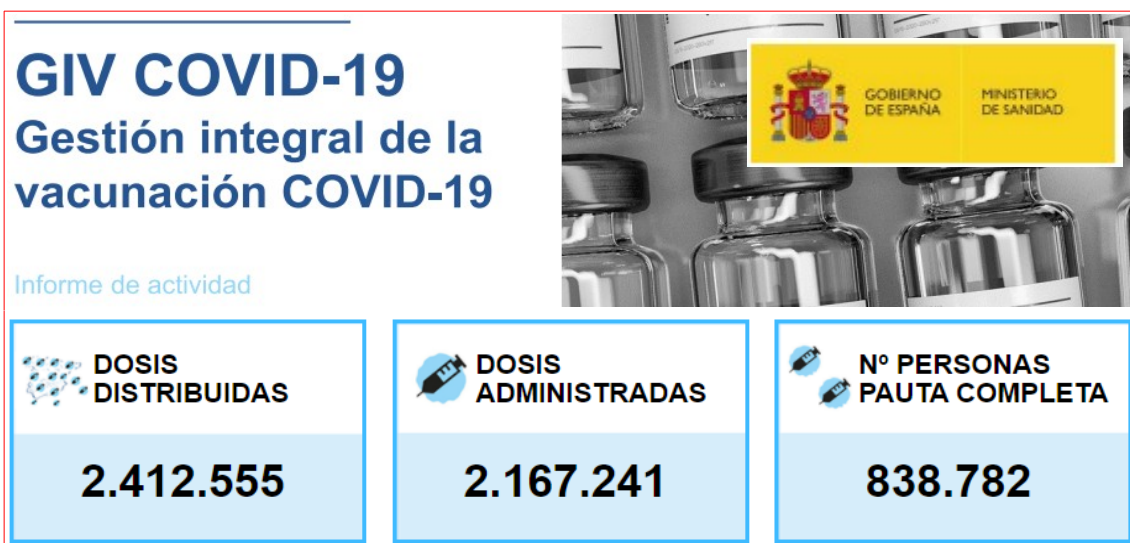 GIV COVID-19
Gestión integral de la
vacunación COVID-19
Informe de actividad
GOBIERNO
DE ESPAÑA
MINISTERIO
DE SANIDAD
DOSIS
DISTRIBUIDAS
2.412.555
DOSIS
ADMINISTRADAS
2.167.241
Nº PERSONAS
PAUTA COMPLETA
838.782